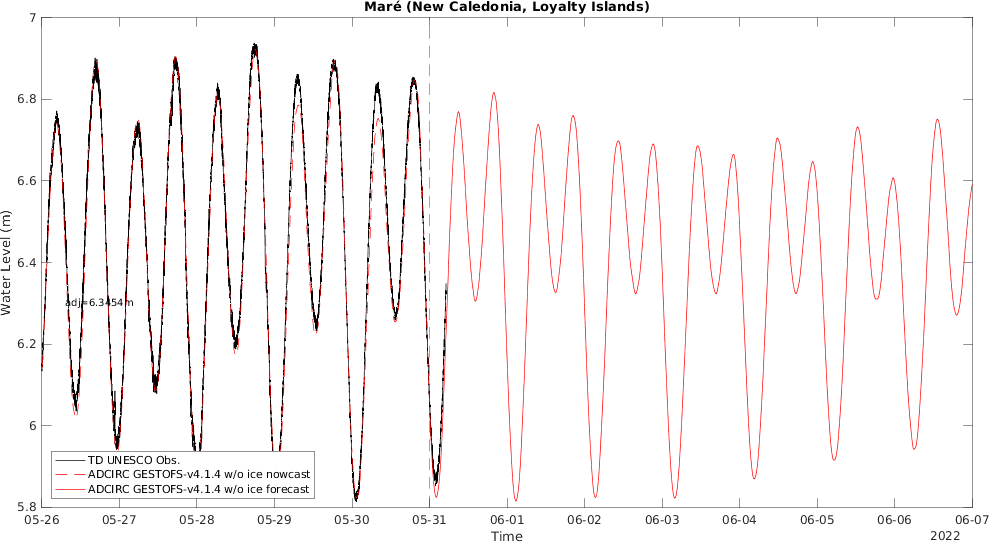 Maré (New Caledonia, Loyalty Islands)
7
6.8
6.6
6.4
6.2
6
5.8
Water Level (m)
adj=6.3454m
TD UNESCO Obs.
ADCIRC GESTOFS-v4.1.4 w/o ice nowcast
ADCIRC GESTOFS-v4.1.4 w/o ice forecast
05-26 05-27 05-28 05-29 05-30 05-31 06-01 06-02 06-03 06-04 06-05 06-06 06-07
Time
2022